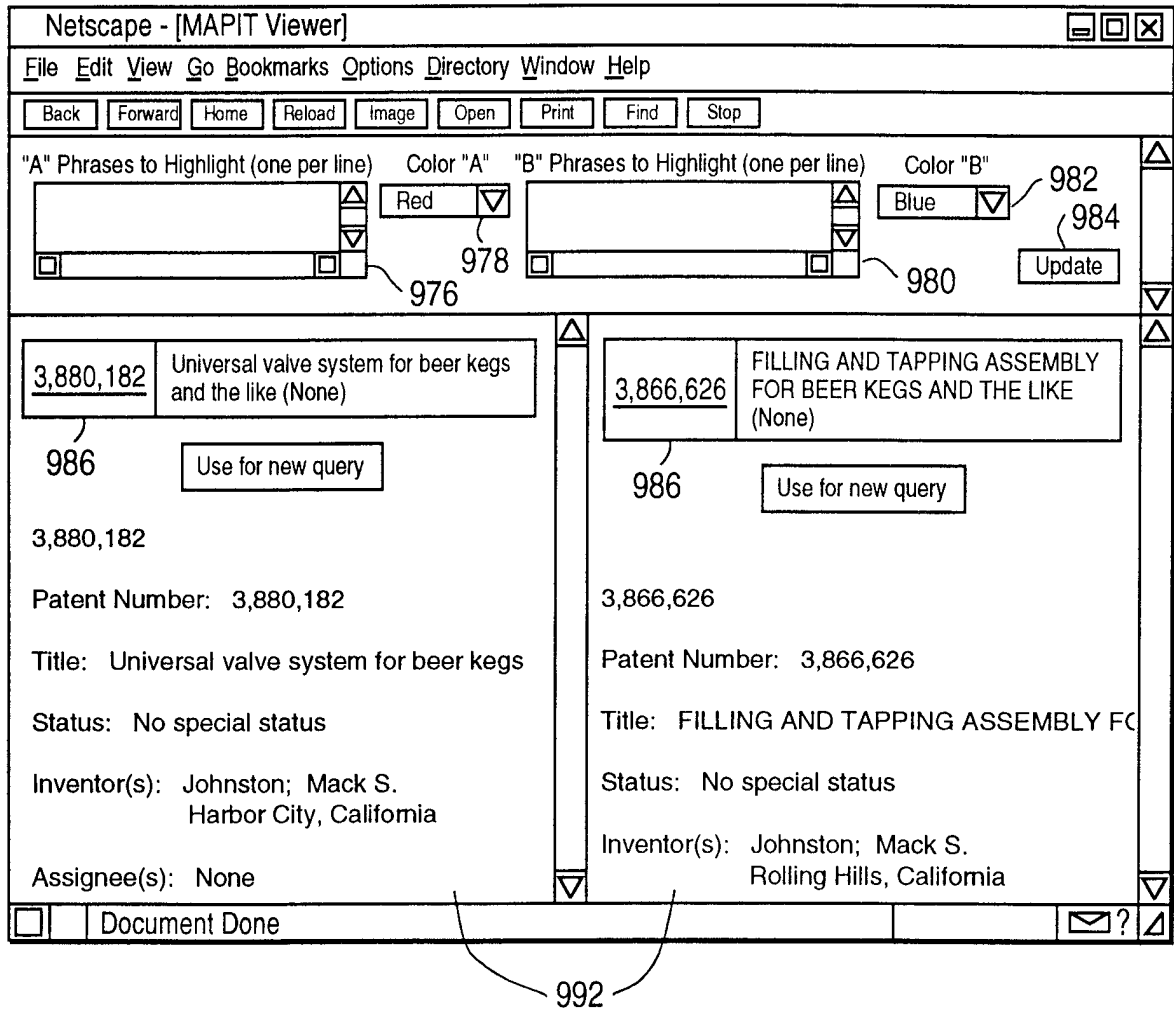 Netscape - [MAPIT Viewer]
File Edit View Go Bookmarks Options Directory Window Help
Back Forward Home Reload Image Open Print Find Stop
"A" Phrases to Highlight (one per line) Color "A" "B" Phrases to Highlight (one per line) Color "B"
Red Blue 982
984
978 Update
976 980
3,880,182
Universal valve system for beer kegs
and the like (None)
986
Use for new query
3,880,182
Patent Number: 3,880,182
Title: Universal valve system for beer kegs
Status: No special status
Inventor(s): Johnston; Mack S.
Harbor City, California
Assignee(s): None
3,866,626
FILLING AND TAPPING ASSEMBLY
FOR BEER KEGS AND THE LIKE
(None)
986
Use for new query
3,866,626
Patent Number: 3,866,626
Title: FILLING AND TAPPING ASSEMBLY FO
Status: No special status
Inventor(s): Johnston; Mack S.
Rolling Hills, California
Document Done ?
992